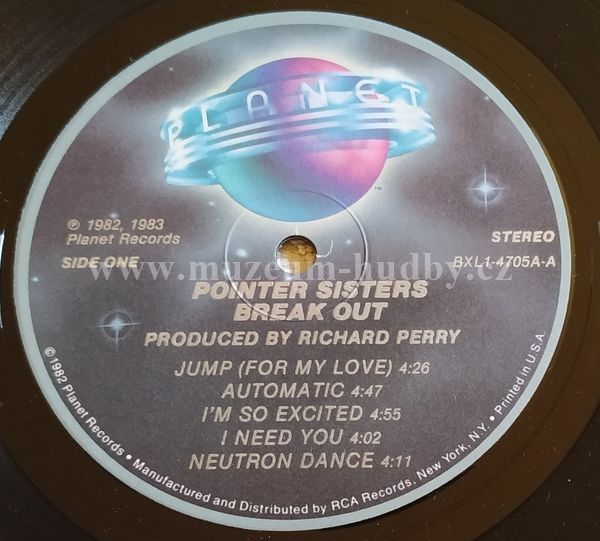 PLANET
™
℗ 1982, 1983
Planet Records
SIDE ONE
STEREO
BXL1-4705A-A
www.muzeum-hudby.cz
POINTER SISTERS
BREAK OUT
PRODUCED BY RICHARD PERRY
JUMP (FOR MY LOVE) 4:26
AUTOMATIC 4:47
I'M SO EXCITED 4:55
I NEED YOU 4:02
NEUTRON DANCE 4:11
©1982 Planet Records • Manufactured and Distributed by RCA Records, New York, N.Y. • Printed in U.S.A.